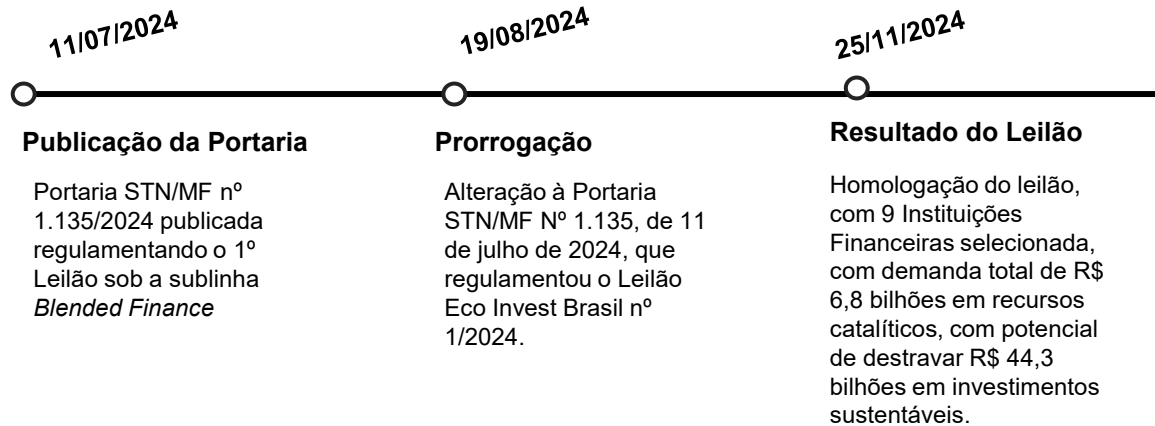 11/07/2024
19/08/2024
25/11/2024
Publicação da Portaria
Portaria STN/MF nº
1.135/2024 publicada
regulamentando o 1º
Leilão sob a sublinha
Blended Finance
Prorrogação
Alteração à Portaria
STN/MF Nº 1.135, de 11
de julho de 2024, que
regulamentou o Leilão
Eco Invest Brasil nº
1/2024.
Resultado do Leilão
Homologação do leilão,
com 9 Instituições
Financeiras selecionada,
com demanda total de R$
6,8 bilhões em recursos
catalíticos, com potencial
de destravar R$ 44,3
bilhões em investimentos
sustentáveis.